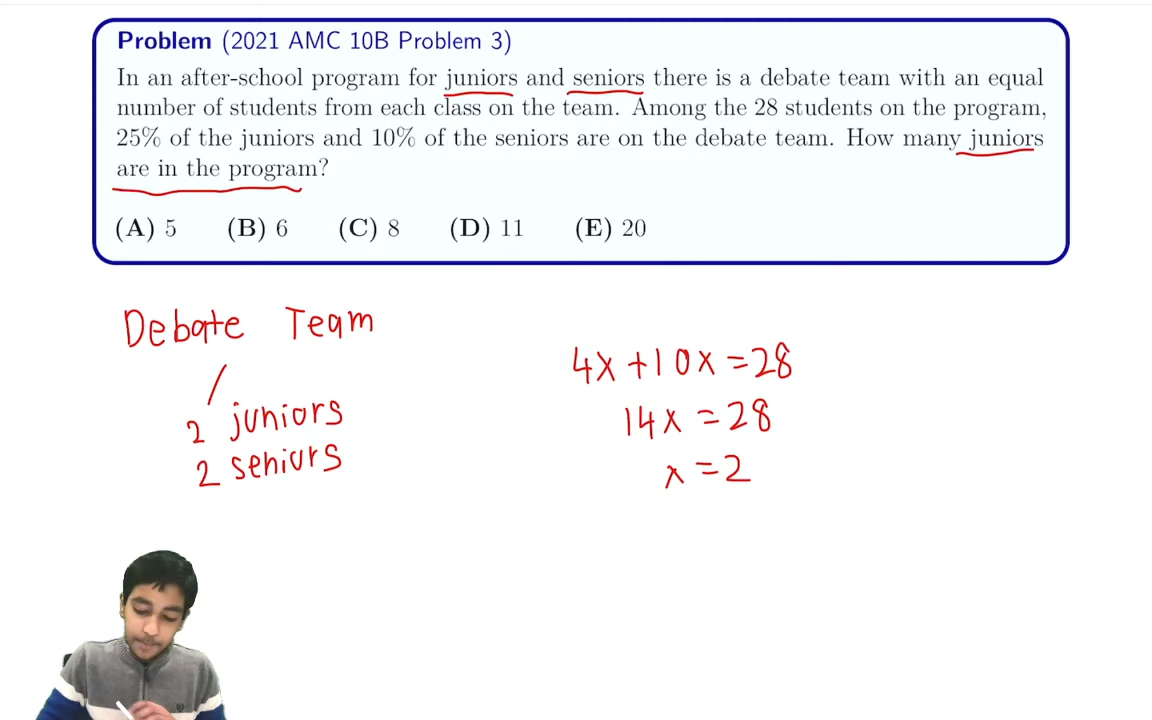 Problem (2021 AMC 10B Problem 3)
In an after-school program for juniors and seniors there is a debate team with an equal
number of students from each class on the team. Among the 28 students on the program,
25% of the juniors and 10% of the seniors are on the debate team. How many juniors
are in the program?
(A) 5 (B) 6 (C) 8 (D) 11 (E) 20
Debate Team
2 juniors
2 seniurs
4x+10x=28
14x=28
x=2